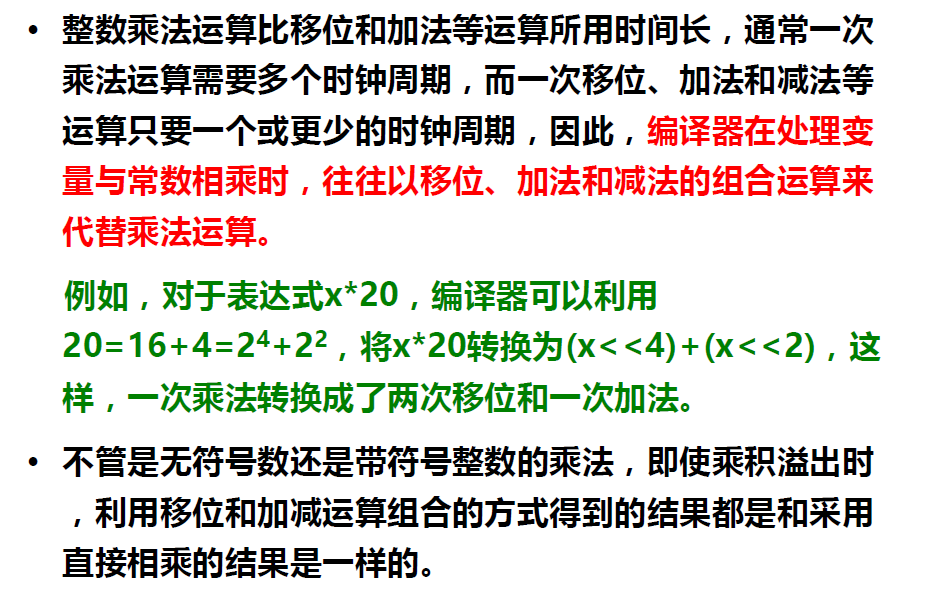 • 整数乘法运算比移位和加法等运算所用时间长，通常一次
乘法运算需要多个时钟周期，而一次移位、加法和减法等
运算只要一个或更少的时钟周期，因此，编译器在处理变
量与常数相乘时，往往以移位、加法和减法的组合运算来
代替乘法运算。
例如，对于表达式x*20，编译器可以利用
20=16+4=2⁴+2²，将x*20转换为(x<<4)+(x<<2)，这
样，一次乘法转换成了两次移位和一次加法。
• 不管是无符号数还是带符号整数的乘法，即使乘积溢出时
，利用移位和加减运算组合的方式得到的结果都是和采用
直接相乘的结果是一样的。